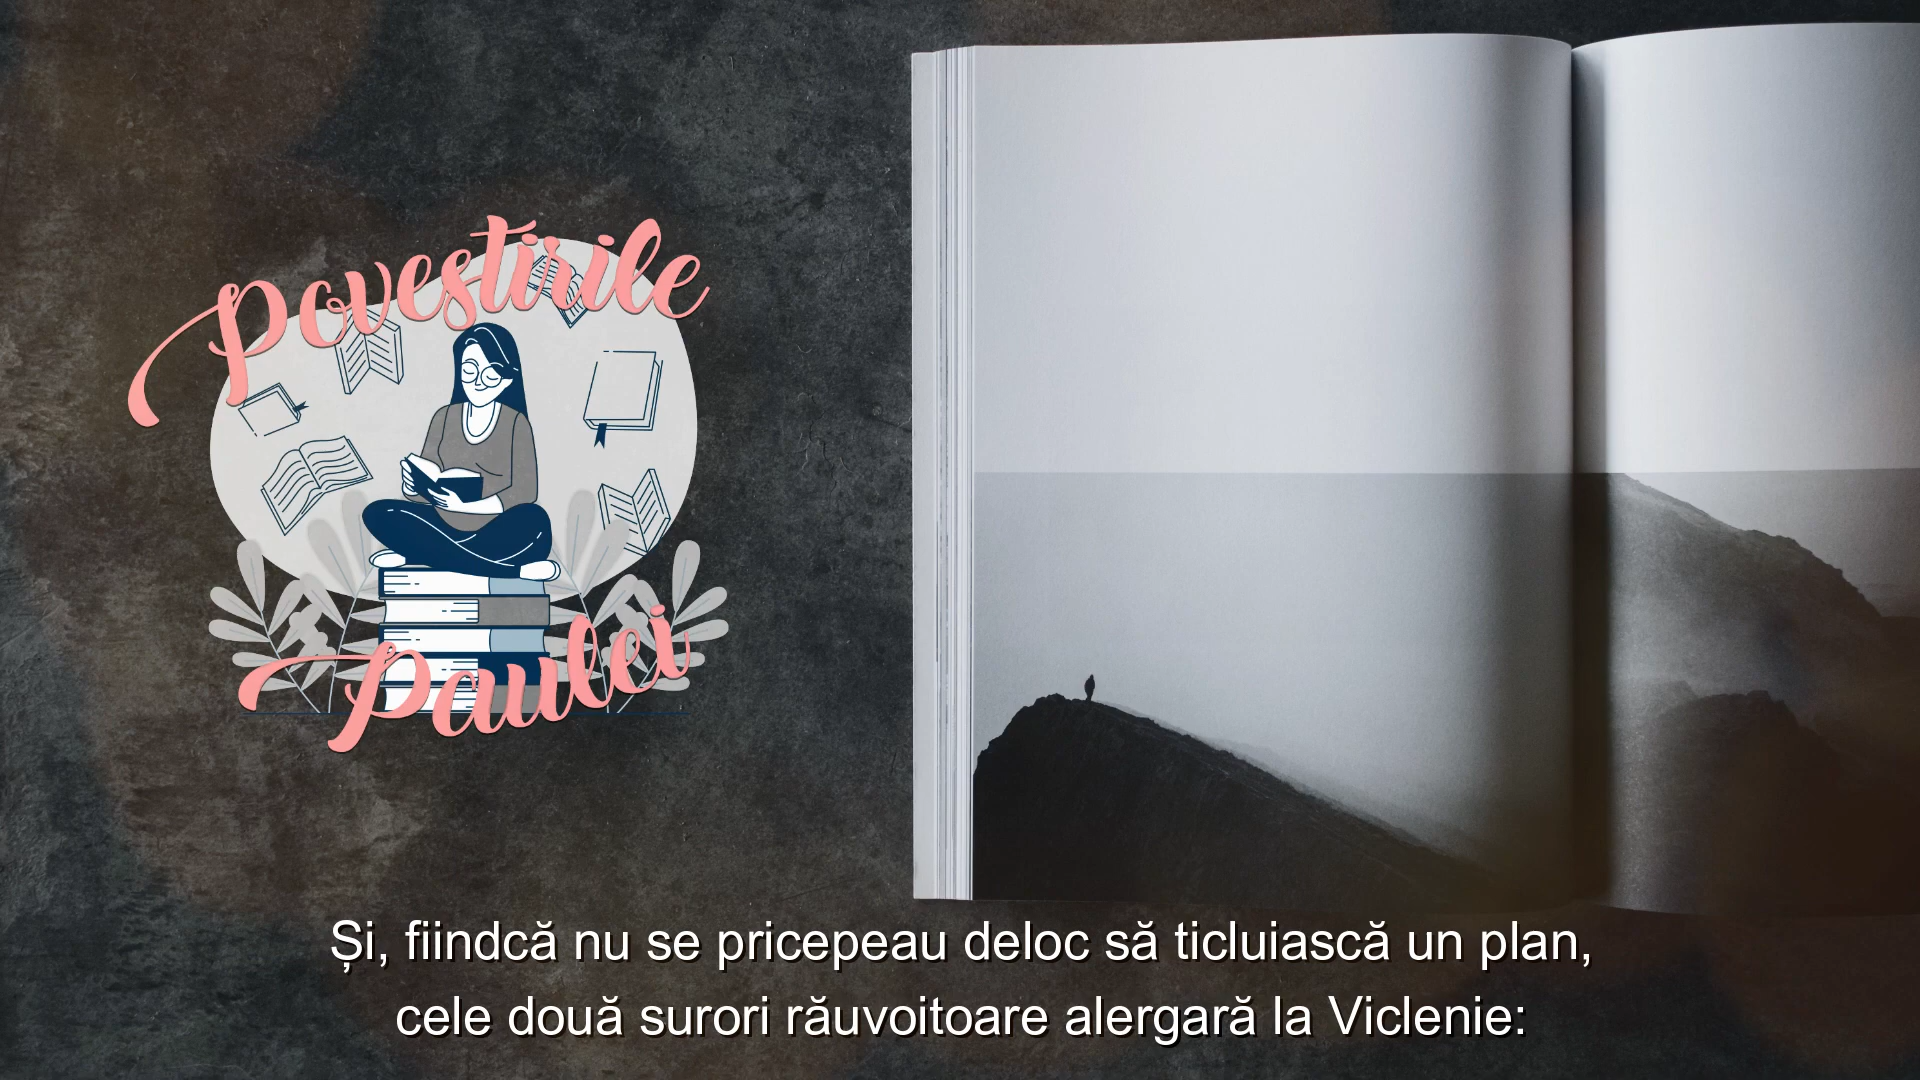 Povestirile
Paulei
Și, fiindcă nu se pricepeau deloc să ticluiască un plan,
cele două surori răuvoitoare alergară la Viclenie: